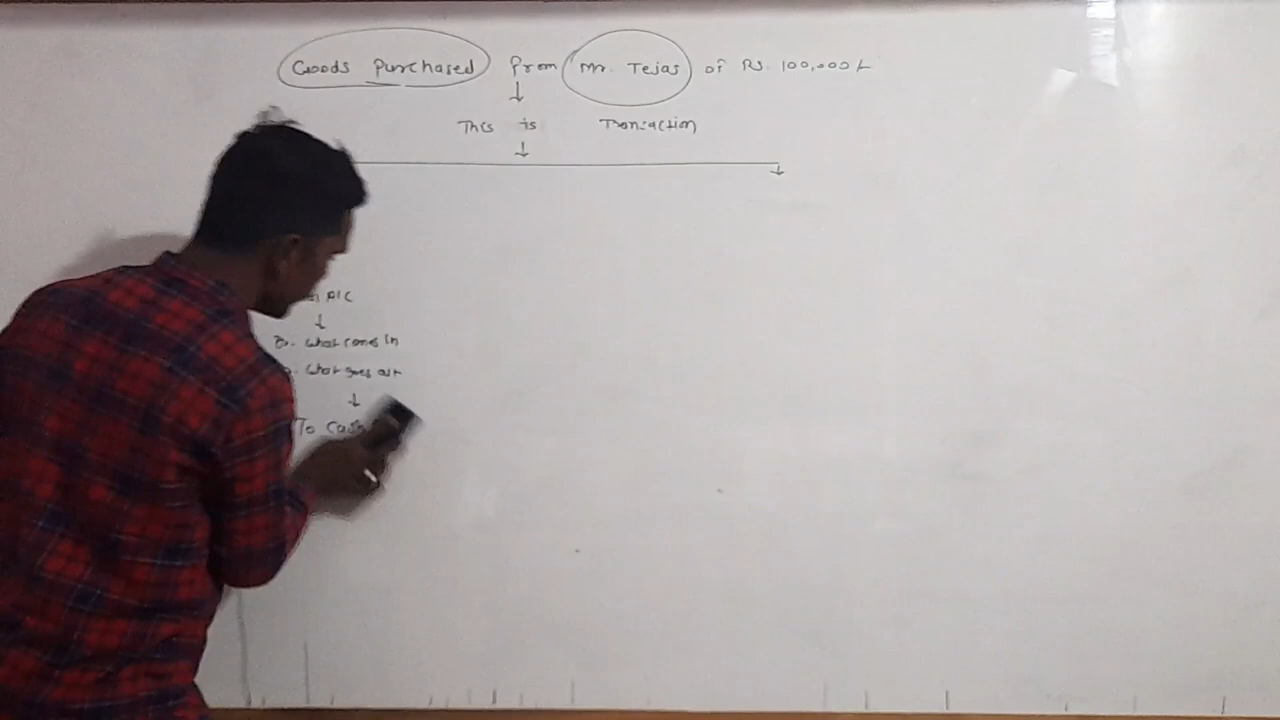 Goods Purchased from Mr. Tejas of Rs. 100,000/-
This is Transaction
A/C
Dr. What comes in
What goes out
To Cash